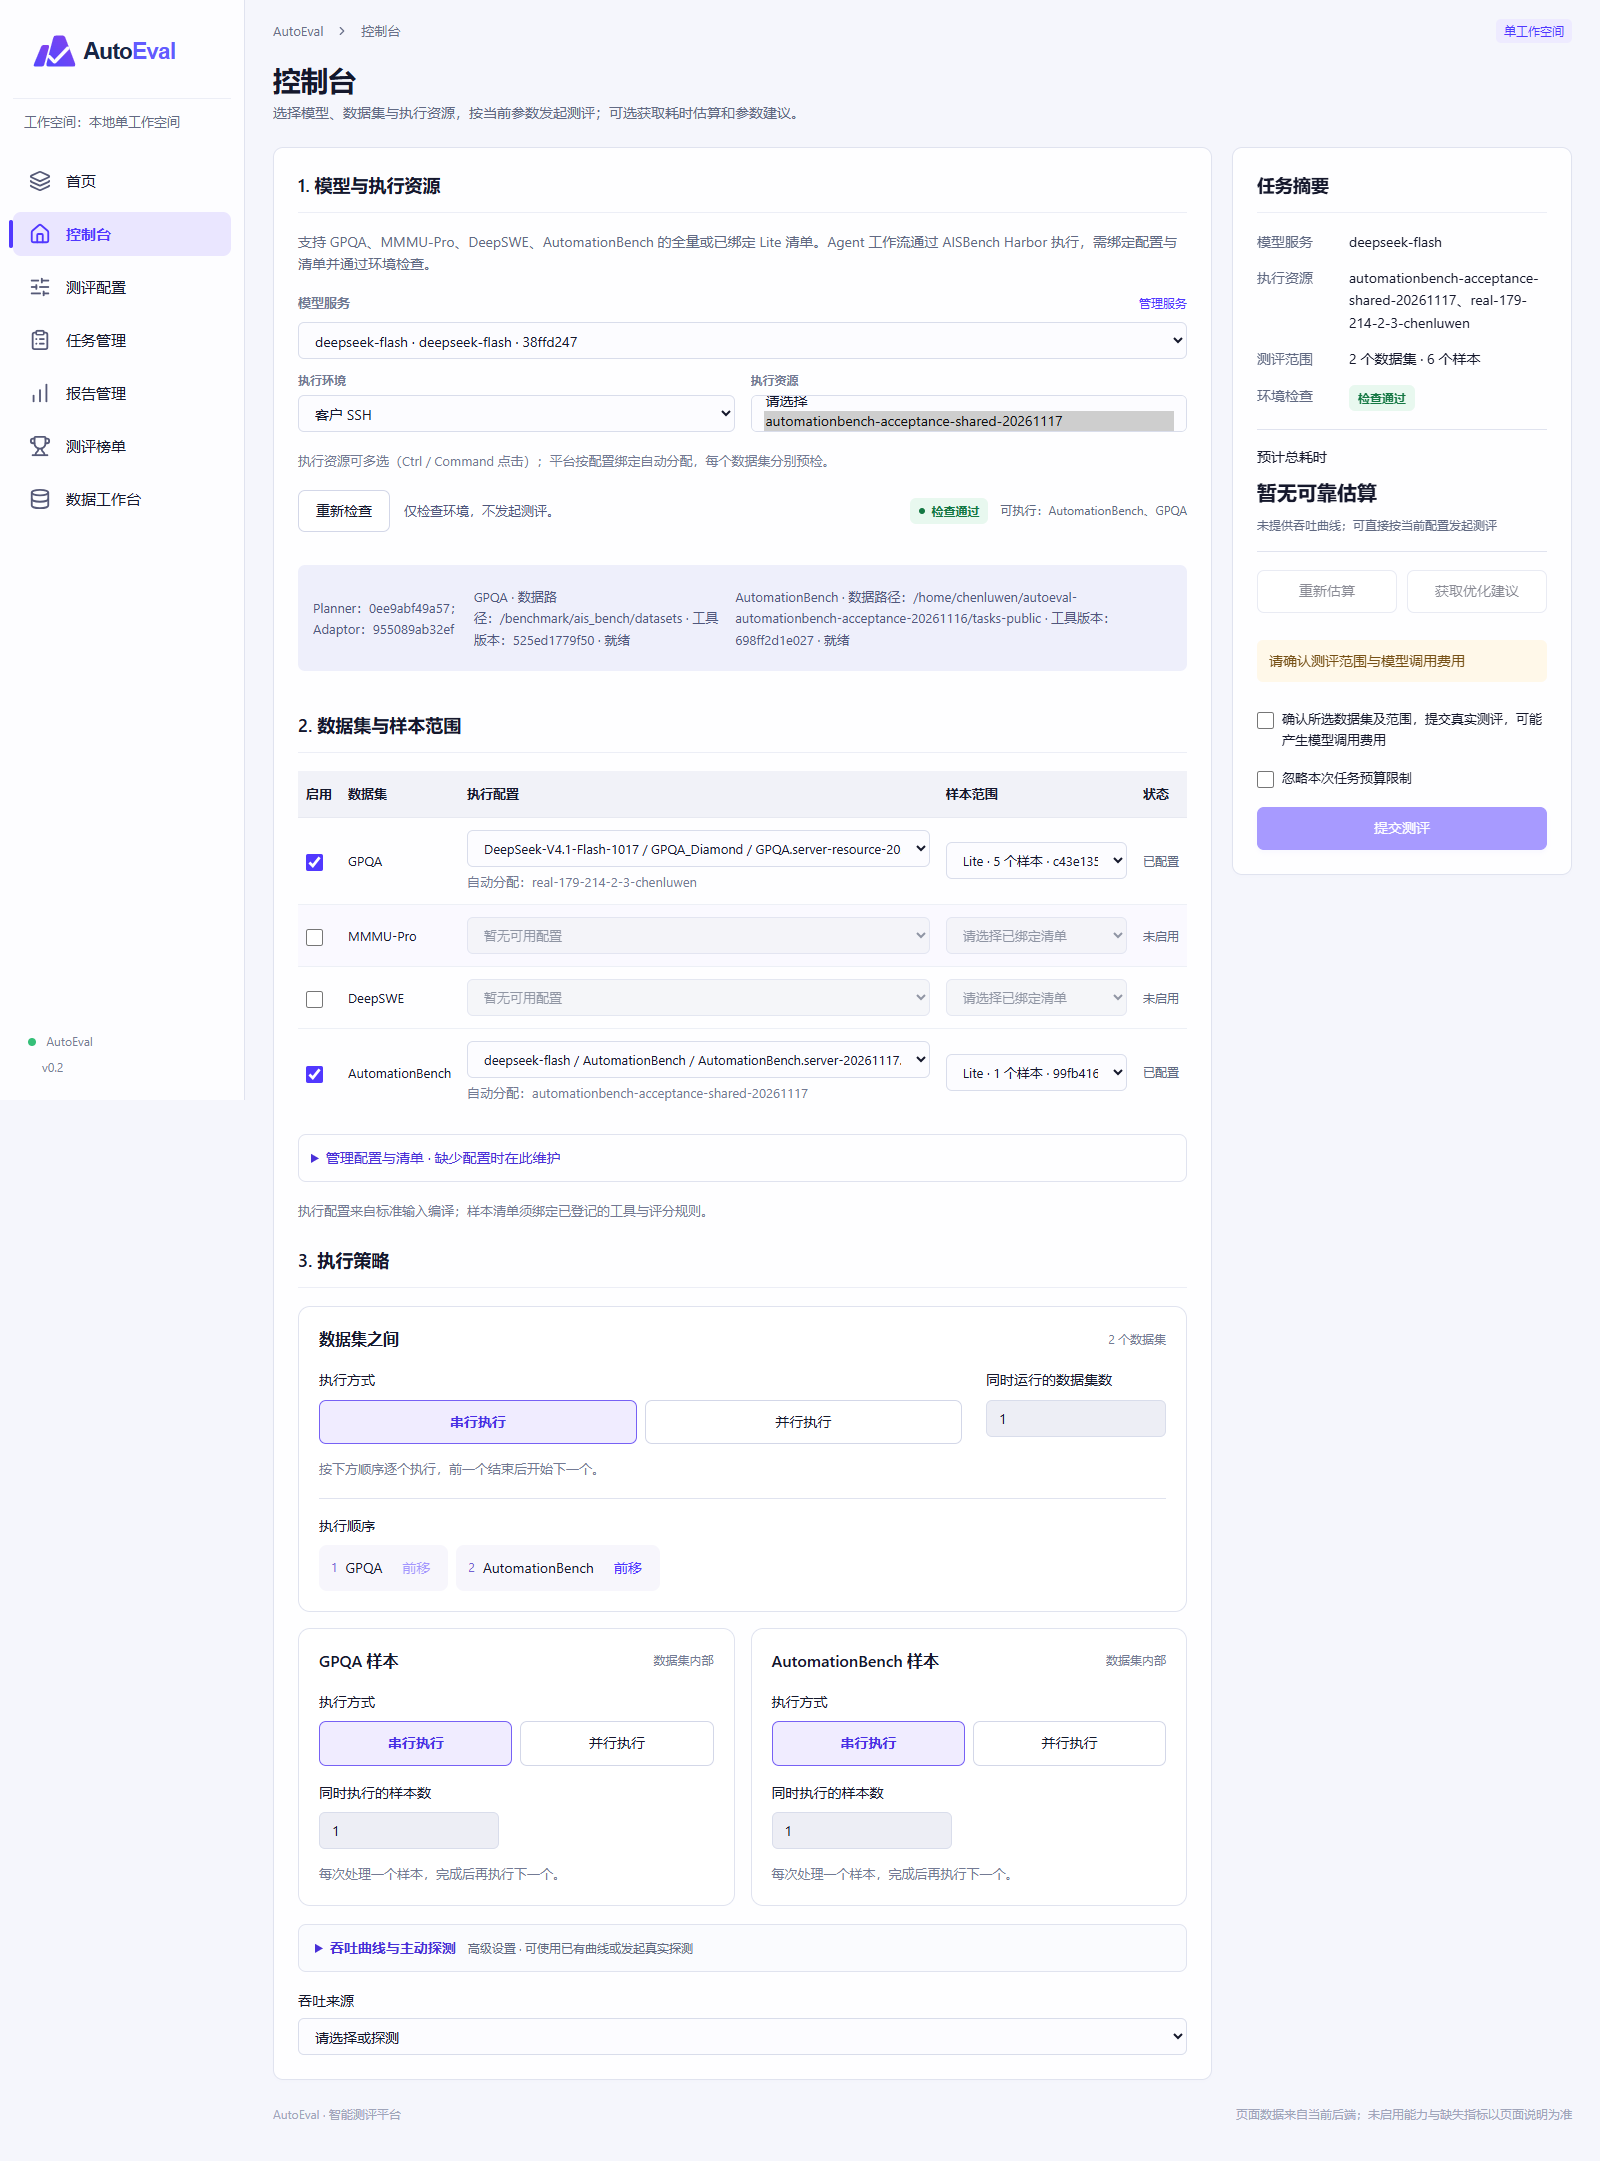 AutoEval
工作空间：本地单工作空间
首页
控制台
测评配置
任务管理
报告管理
测评榜单
数据工作台
AutoEval
v0.2
AutoEval > 控制台
单工作空间
控制台
选择模型、数据集与执行资源，按当前参数发起测评；可选获取耗时估算和参数建议。
1. 模型与执行资源
支持 GPQA、MMMU-Pro、DeepSWE、AutomationBench 的全量或已绑定 Lite 清单。Agent 工作流通过 AISBench Harbor 执行，需绑定配置与
清单并通过环境检查。
模型服务
管理服务
deepseek-flash · deepseek-flash · 38ffd247
执行环境
执行资源
客户 SSH
请选择
automationbench-acceptance-shared-20261117
执行资源可多选（Ctrl / Command 点击）；平台按配置绑定自动分配，每个数据集分别预检。
重新检查
仅检查环境，不发起测评。
检查通过
可执行：AutomationBench、GPQA
Planner：0ee9abf49a57；
Adaptor：955089ab32ef
GPQA · 数据路
径：/benchmark/ais_bench/datasets · 工具
版本：525ed1779f50 · 就绪
AutomationBench · 数据路径：/home/chenluwen/autoeval-
automationbench-acceptance-20261116/tasks-public · 工具版本：
698ff2d1e027 · 就绪
2. 数据集与样本范围
启用 数据集 执行配置 样本范围 状态
GPQA
DeepSeek-V4.1-Flash-1017 / GPQA_Diamond / GPQA.server-resource-20
自动分配：real-179-214-2-3-chenluwen
Lite · 5 个样本 · c43e135
已配置
MMMU-Pro 暂无可用配置 请选择已绑定清单 未启用
DeepSWE 暂无可用配置 请选择已绑定清单 未启用
AutomationBench
deepseek-flash / AutomationBench / AutomationBench.server-20261117.
自动分配：automationbench-acceptance-shared-20261117
Lite · 1 个样本 · 99fb416
已配置
管理配置与清单 · 缺少配置时在此维护
执行配置来自标准输入编译；样本清单须绑定已登记的工具与评分规则。
3. 执行策略
数据集之间
2 个数据集
执行方式
同时运行的数据集数
串行执行
并行执行
1
按下方顺序逐个执行，前一个结束后开始下一个。
执行顺序
1 GPQA 前移
2 AutomationBench 前移
GPQA 样本
数据集内部
执行方式
串行执行
并行执行
同时执行的样本数
1
每次处理一个样本，完成后再执行下一个。
AutomationBench 样本
数据集内部
执行方式
串行执行
并行执行
同时执行的样本数
1
每次处理一个样本，完成后再执行下一个。
吞吐曲线与主动探测 高级设置 · 可使用已有曲线或发起真实探测
吞吐来源
请选择或探测
任务摘要
模型服务 deepseek-flash
执行资源 automationbench-acceptance-
shared-20261117、real-179-
214-2-3-chenluwen
测评范围 2 个数据集 · 6 个样本
环境检查 检查通过
预计总耗时
暂无可靠估算
未提供吞吐曲线；可直接按当前配置发起测评
重新估算
获取优化建议
请确认测评范围与模型调用费用
确认所选数据集及范围，提交真实测评，可能
产生模型调用费用
忽略本次任务预算限制
提交测评
AutoEval · 智能测评平台
页面数据来自当前后端；未启用能力与缺失指标以页面说明为准